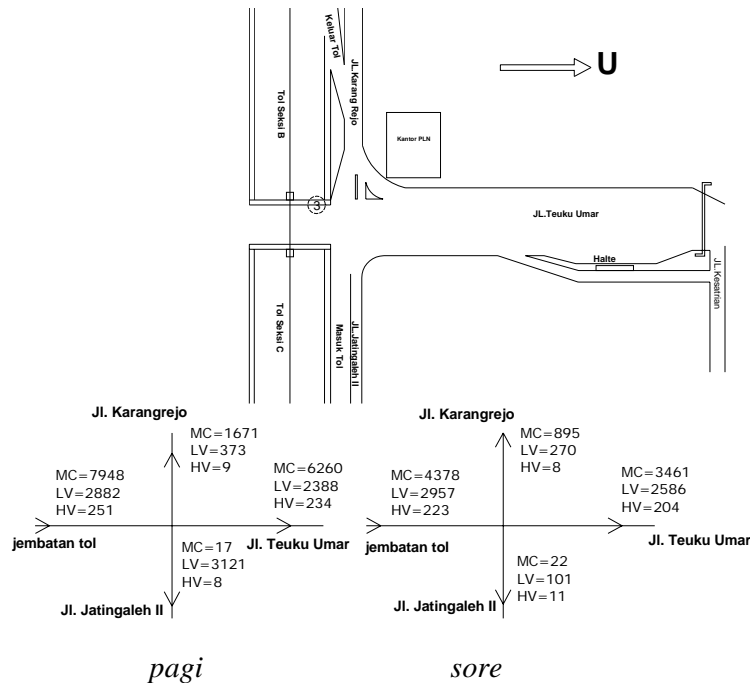 Keluar Tol
JL.Karang Rejo
Tol Seksi B
U
Kantor PLN
3
JL.Teuku Umar
Halte
JL.Kesatrian
Tol Seksi C
Masuk Tol
JL.Jatingaleh II
Jl. Karangrejo
MC=1671
LV=373
HV=9
MC=7948
LV=2882
HV=251
MC=6260
LV=2388
HV=234
jembatan tol
Jl. Teuku Umar
MC=17
LV=3121
HV=8
Jl. Jatingaleh II
pagi
Jl. Karangrejo
MC=895
LV=270
HV=8
MC=4378
LV=2957
HV=223
MC=3461
LV=2586
HV=204
jembatan tol
Jl. Teuku Umar
MC=22
LV=101
HV=11
Jl. Jatingaleh II
sore